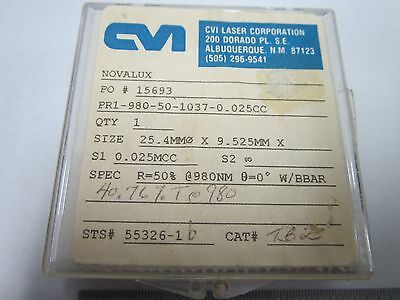 CVI
CVI LASER CORPORATION
200 DORADO PL. S.E.
ALBUQUERQUE, N.M. 87123
(505) 296-9541
NOVALUX
PO # 15693
PR1-980-50-1037-0.025CC
QTY 1
SIZE 25.4MMØ X 9.525MM X
S1 0.025MCC S2 ∞
SPEC R=50% @980NM θ=0° W/BBAR
40.76%T@980
STS# 55326-1 CAT#